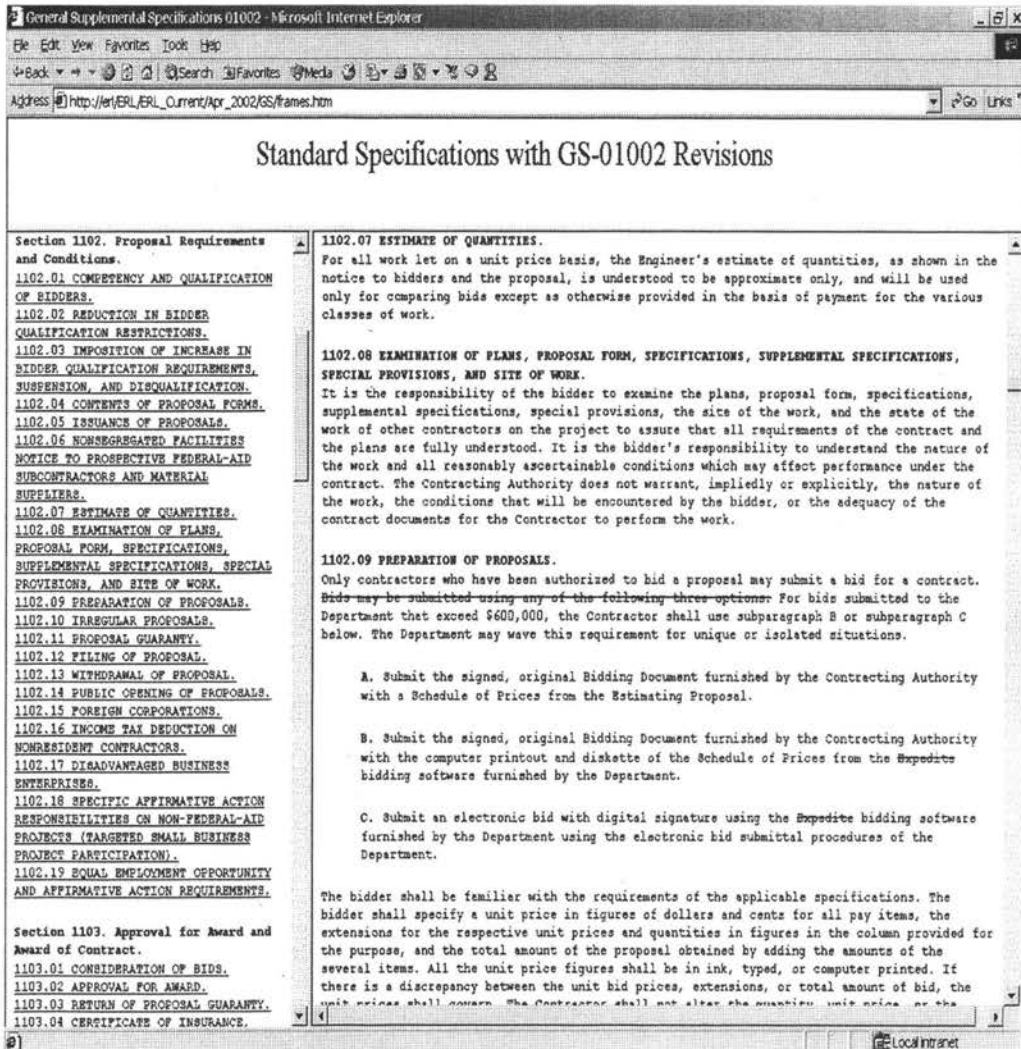 General Supplemental Specifications 01002 - Microsoft Internet Explorer
File Edit View Favorites Tools Help
Back Search Favorites Media
Address http://erl/ERL_Current/Apr_2002/GS/frames.htm Go Links
Standard Specifications with GS-01002 Revisions
Section 1102. Proposal Requirements
and Conditions.
1102.01 COMPETENCY AND QUALIFICATION
OF BIDDERS.
1102.02 REDUCTION IN BIDDER
QUALIFICATION RESTRICTIONS.
1102.03 IMPOSITION OF INCREASE IN
BIDDER QUALIFICATION REQUIREMENTS,
SUSPENSION, AND DISQUALIFICATION.
1102.04 CONTENTS OF PROPOSAL FORMS.
1102.05 ISSUANCE OF PROPOSALS.
1102.06 NONSEGREGATED FACILITIES
NOTICE TO PROSPECTIVE FEDERAL-AID
SUBCONTRACTORS AND MATERIAL
SUPPLIERS.
1102.07 ESTIMATE OF QUANTITIES.
1102.08 EXAMINATION OF PLANS,
PROPOSAL FORM, SPECIFICATIONS,
SUPPLEMENTAL SPECIFICATIONS, SPECIAL
PROVISIONS, AND SITE OF WORK.
1102.09 PREPARATION OF PROPOSALS.
1102.10 IRREGULAR PROPOSALS.
1102.11 PROPOSAL GUARANTY.
1102.12 FILING OF PROPOSAL.
1102.13 WITHDRAWAL OF PROPOSAL.
1102.14 PUBLIC OPENING OF PROPOSALS.
1102.15 FOREIGN CORPORATIONS.
1102.16 INCOME TAX DEDUCTION ON
NONRESIDENT CONTRACTORS.
1102.17 DISADVANTAGED BUSINESS
ENTERPRISES.
1102.18 SPECIFIC AFFIRMATIVE ACTION
RESPONSIBILITIES ON NON-FEDERAL-AID
PROJECTS (TARGETED SMALL BUSINESS
PROJECT PARTICIPATION).
1102.19 EQUAL EMPLOYMENT OPPORTUNITY
AND AFFIRMATIVE ACTION REQUIREMENTS.
Section 1103. Approval for Award and
Award of Contract.
1103.01 CONSIDERATION OF BIDS.
1103.02 APPROVAL FOR AWARD.
1103.03 RETURN OF PROPOSAL GUARANTY.
1103.04 CERTIFICATE OF INSURANCE.
1102.07 ESTIMATE OF QUANTITIES.
For all work let on a unit price basis, the Engineer's estimate of quantities, as shown in the
notice to bidders and the proposal, is understood to be approximate only, and will be used
only for comparing bids except as otherwise provided in the basis of payment for the various
classes of work.
1102.08 EXAMINATION OF PLANS, PROPOSAL FORM, SPECIFICATIONS, SUPPLEMENTAL SPECIFICATIONS,
SPECIAL PROVISIONS, AND SITE OF WORK.
It is the responsibility of the bidder to examine the plans, proposal form, specifications,
supplemental specifications, special provisions, the site of the work, and the state of the
work of other contractors on the project to assure that all requirements of the contract and
the plans are fully understood. It is the bidder's responsibility to understand the nature of
the work and all reasonably ascertainable conditions which may affect performance under the
contract. The Contracting Authority does not warrant, impliedly or explicitly, the nature of
the work, the conditions that will be encountered by the bidder, or the adequacy of the
contract documents for the Contractor to perform the work.
1102.09 PREPARATION OF PROPOSALS.
Only contractors who have been authorized to bid a proposal may submit a bid for a contract.
Bids may be submitted using any of the following three options. For bids submitted to the
Department that exceed $600,000, the Contractor shall use subparagraph B or subparagraph C
below. The Department may wave this requirement for unique or isolated situations.
A. Submit the signed, original Bidding Document furnished by the Contracting Authority
with a Schedule of Prices from the Estimating Proposal.
B. Submit the signed, original Bidding Document furnished by the Contracting Authority
with the computer printout and diskette of the Schedule of Prices from the Expedite
bidding software furnished by the Department.
C. Submit an electronic bid with digital signature using the Expedite bidding software
furnished by the Department using the electronic bid submittal procedures of the
Department.
The bidder shall be familiar with the requirements of the applicable specifications. The
bidder shall specify a unit price in figures of dollars and cents for all pay items, the
extensions for the respective unit prices and quantities in figures in the column provided for
the purpose, and the total amount of the proposal obtained by adding the amounts of the
several items. All the unit price figures shall be in ink, typed, or computer printed. If
there is a discrepancy between the unit bid prices, extensions, or total amount of bid, the
unit prices shall govern. The Contractor shall not alter the quantity, unit price, or the
Local intranet